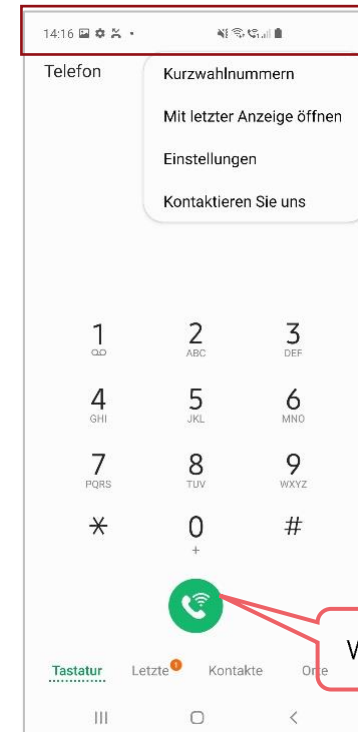 14:16
Telefon
Kurzwahlnummern
Mit letzter Anzeige öffnen
Einstellungen
Kontaktieren Sie uns
1 2 3
ABC DEF
4 5 6
GHI JKL MNO
7 8 9
PQRS TUV WXYZ
* 0 #
+
Tastatur Letzte 1 Kontakte
W